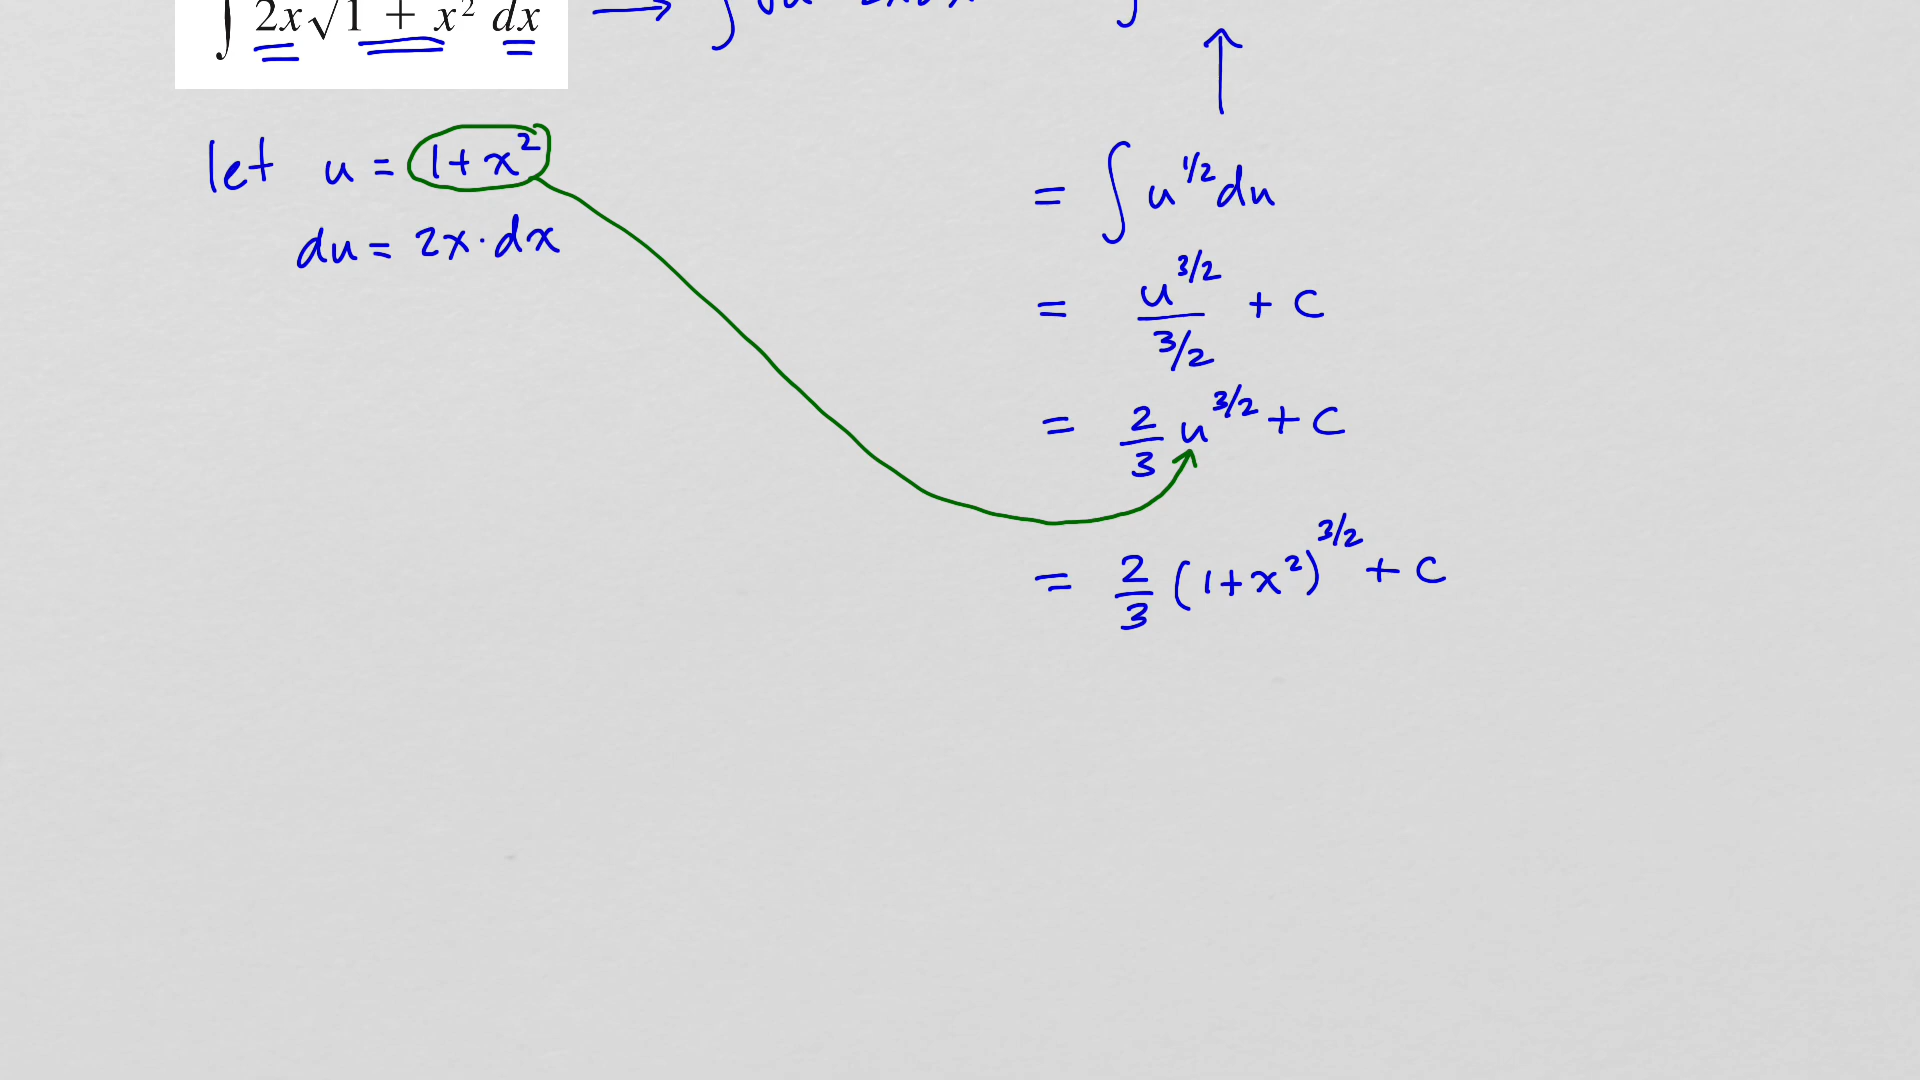 ∫ 2x√1 + x² dx → ∫
let u = 1+x²
du = 2x·dx
= ∫ u^1/2 du
= u^3/2 / 3/2 + C
= 2/3 u^3/2 + C
= 2/3 (1+x²)^3/2 + C